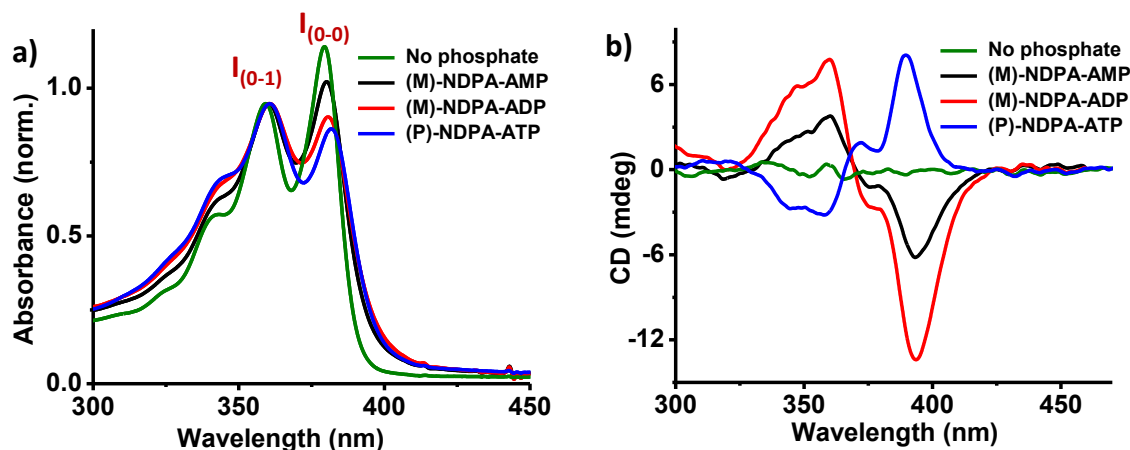 a)
I(0-1)
I(0-0)
No phosphate
(M)-NDPA-AMP
(M)-NDPA-ADP
(P)-NDPA-ATP
Absorbance (norm.)
1.0
0.5
0.0
300
350
400
450
Wavelength (nm)
b)
No phosphate
(M)-NDPA-AMP
(M)-NDPA-ADP
(P)-NDPA-ATP
CD (mdeg)
6
0
-6
-12
300
350
400
450
Wavelength (nm)